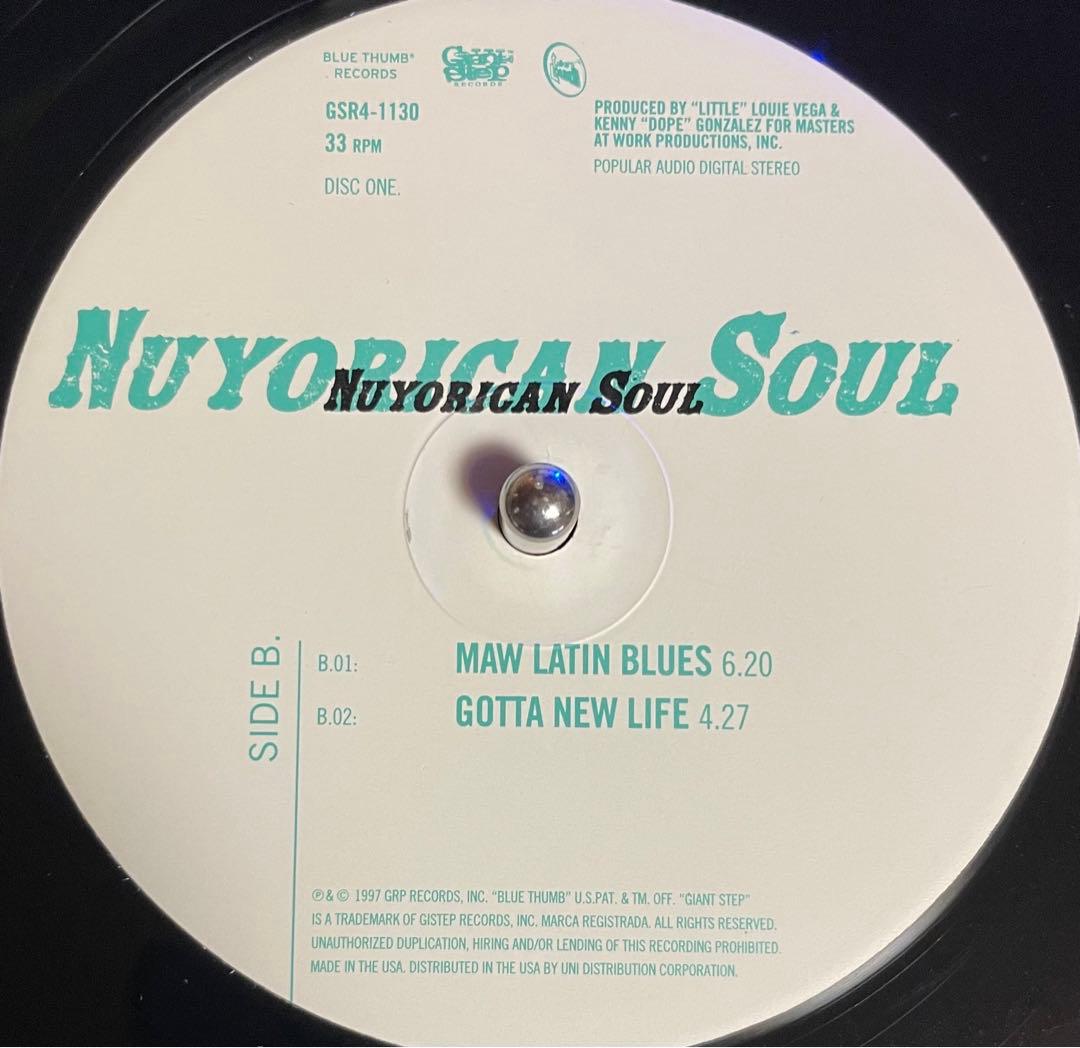 BLUE THUMB®
RECORDS
Giant
Step
RECORDS
GSR4-1130
33 RPM
DISC ONE.
PRODUCED BY “LITTLE” LOUIE VEGA &
KENNY “DOPE” GONZALEZ FOR MASTERS
AT WORK PRODUCTIONS, INC.
POPULAR AUDIO DIGITAL STEREO
NUYORICAN SOUL
NUYORICAN SOUL
SIDE B.
B.01: MAW LATIN BLUES 6.20
B.02: GOTTA NEW LIFE 4.27
℗ & © 1997 GRP RECORDS, INC. “BLUE THUMB” U.S.PAT. & TM. OFF. “GIANT STEP”
IS A TRADEMARK OF GISTEP RECORDS, INC. MARCA REGISTRADA. ALL RIGHTS RESERVED.
UNAUTHORIZED DUPLICATION, HIRING AND/OR LENDING OF THIS RECORDING PROHIBITED.
MADE IN THE USA. DISTRIBUTED IN THE USA BY UNI DISTRIBUTION CORPORATION.